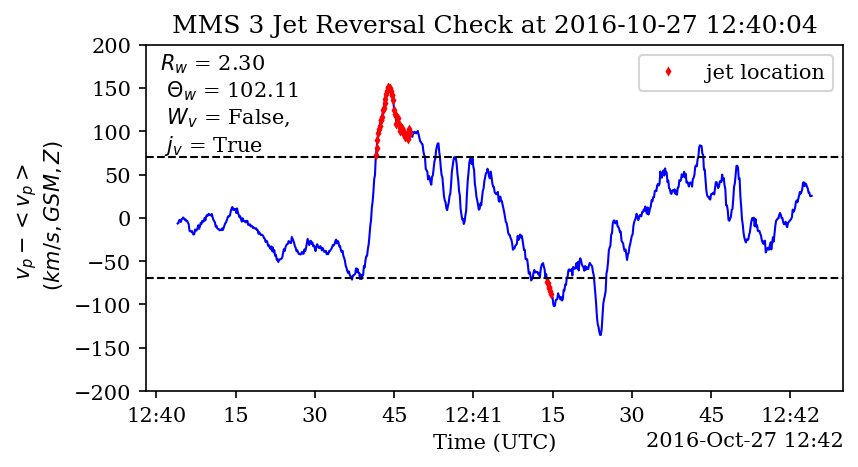 MMS 3 Jet Reversal Check at 2016-10-27 12:40:04
R_w = 2.30
Θ_w = 102.11
W_v = False,
j_v = True
jet location
v_p − <v_p>
(km/s, GSM, Z)
200
150
100
50
0
−50
−100
−150
−200
12:40 15 30 45 12:41 15 30 45 12:42
Time (UTC)
2016-Oct-27 12:42